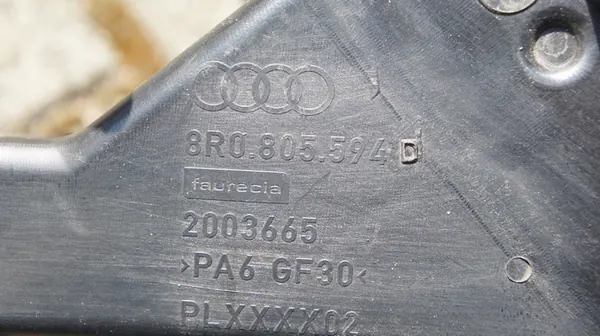 8R0.805.594 D
faurecia
2003665
>PA6 GF30<
PLXXXX02